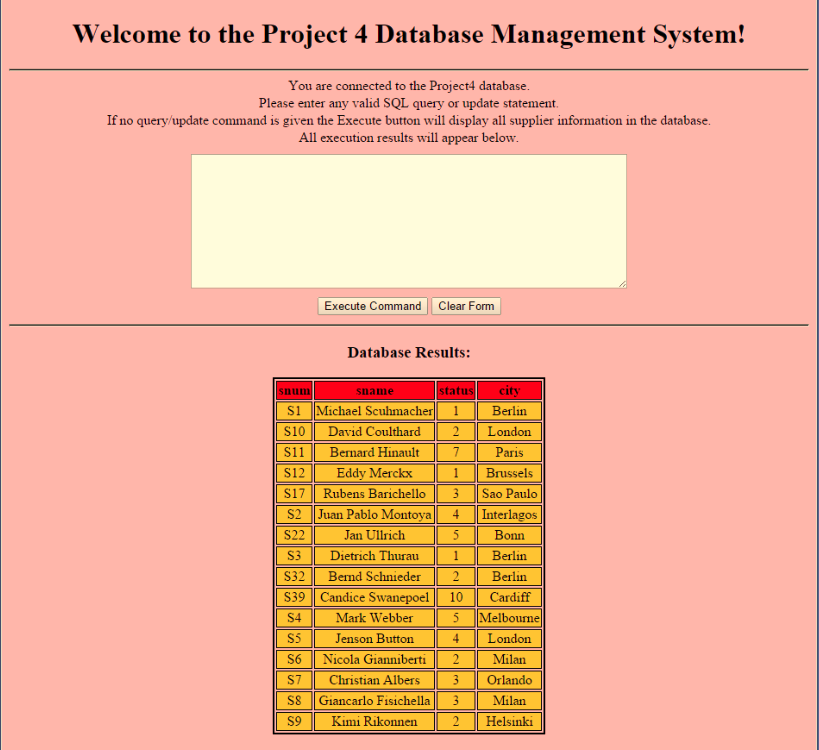 Welcome to the Project 4 Database Management System!
You are connected to the Project4 database.
Please enter any valid SQL query or update statement.
If no query/update command is given the Execute button will display all supplier information in the database.
All execution results will appear below.
Execute Command Clear Form
Database Results:
snum sname status city
S1 Michael Scuhmacher 1 Berlin
S10 David Coulthard 2 London
S11 Bernard Hinault 7 Paris
S12 Eddy Merckx 1 Brussels
S17 Rubens Barichello 3 Sao Paulo
S2 Juan Pablo Montoya 4 Interlagos
S22 Jan Ullrich 5 Bonn
S3 Dietrich Thurau 1 Berlin
S32 Bernd Schnieder 2 Berlin
S39 Candice Swanepoel 10 Cardiff
S4 Mark Webber 5 Melbourne
S5 Jenson Button 4 London
S6 Nicola Gianniberti 2 Milan
S7 Christian Albers 3 Orlando
S8 Giancarlo Fisichella 3 Milan
S9 Kimi Rikonnen 2 Helsinki